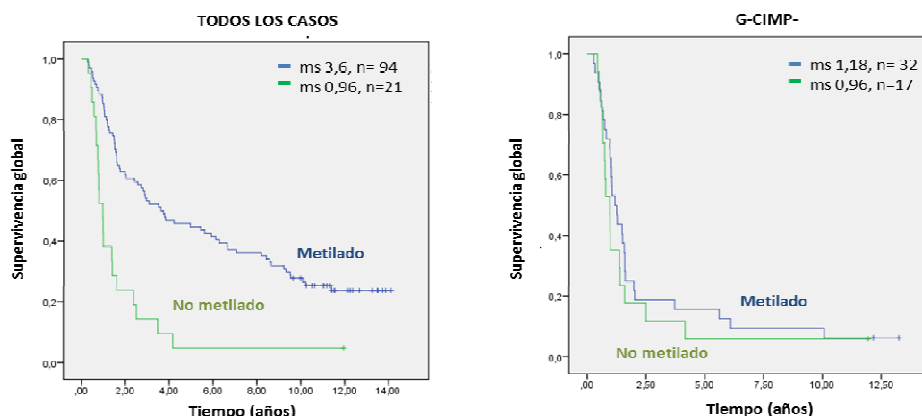 TODOS LOS CASOS
ms 3,6, n= 94
ms 0,96, n=21
Supervivencia global
1,0
0,8
0,6
0,4
0,2
0,0
Metilado
No metilado
,00
2,00
4,00
6,00
8,00
10,00
12,00
14,00
Tiempo (años)
G-CIMP-
ms 1,18, n= 32
ms 0,96, n=17
Supervivencia global
1,0
0,8
0,6
0,4
0,2
0,0
Metilado
No metilado
,00
2,50
5,00
7,50
10,00
12,50
Tiempo (años)